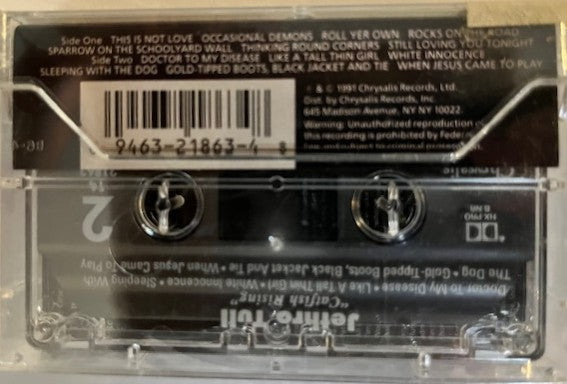 Side One THIS IS NOT LOVE OCCASIONAL DEMONS ROLL YER OWN ROCKS ON THE ROAD
SPARROW ON THE SCHOOLYARD WALL THINKING ROUND CORNERS STILL LOVING YOU TONIGHT
Side Two DOCTOR TO MY DISEASE LIKE A TALL THIN GIRL WHITE INNOCENCE
SLEEPING WITH THE DOG GOLD-TIPPED BOOTS, BLACK JACKET AND TIE WHEN JESUS CAME TO PLAY
℗ & © 1991 Chrysalis Records, Ltd.
Dist. by Chrysalis Records, Inc.
645 Madison Avenue, NY NY 10022
Warning: Unauthorized reproduction
this recording is prohibited by Feder
9463-21863-4 8
Chrysalis
2
HX PRO
B NR
Jethro Tull
"Catfish Rising"
Doctor To My Disease • Like A Tall Thin Girl • White Innocence • Sleeping With
The Dog • Gold-Tipped Boots, Black Jacket And Tie • When Jesus Came To Play